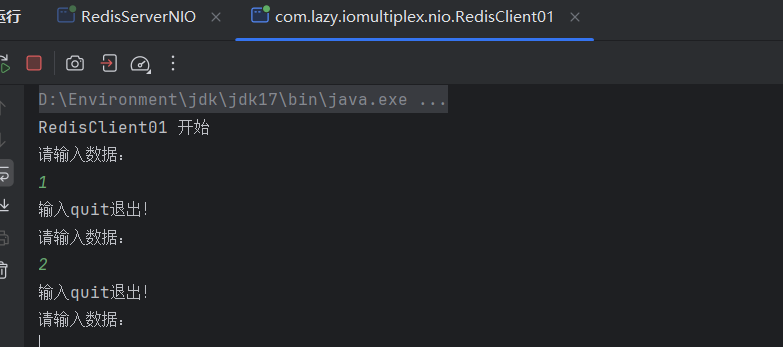 运行 RedisServerNIO com.lazy.iomultiplex.nio.RedisClient01
D:\Environment\jdk\jdk17\bin\java.exe ...
RedisClient01 开始
请输入数据：
1
输入quit退出！
请输入数据：
2
输入quit退出！
请输入数据：